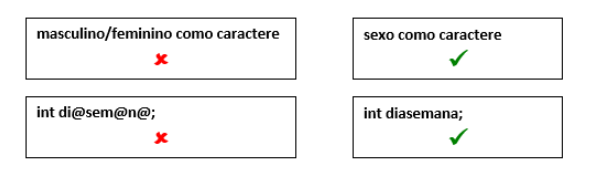 masculino/feminino como caractere
sexo como caractere
int di@sem@n@;
int diasemana;